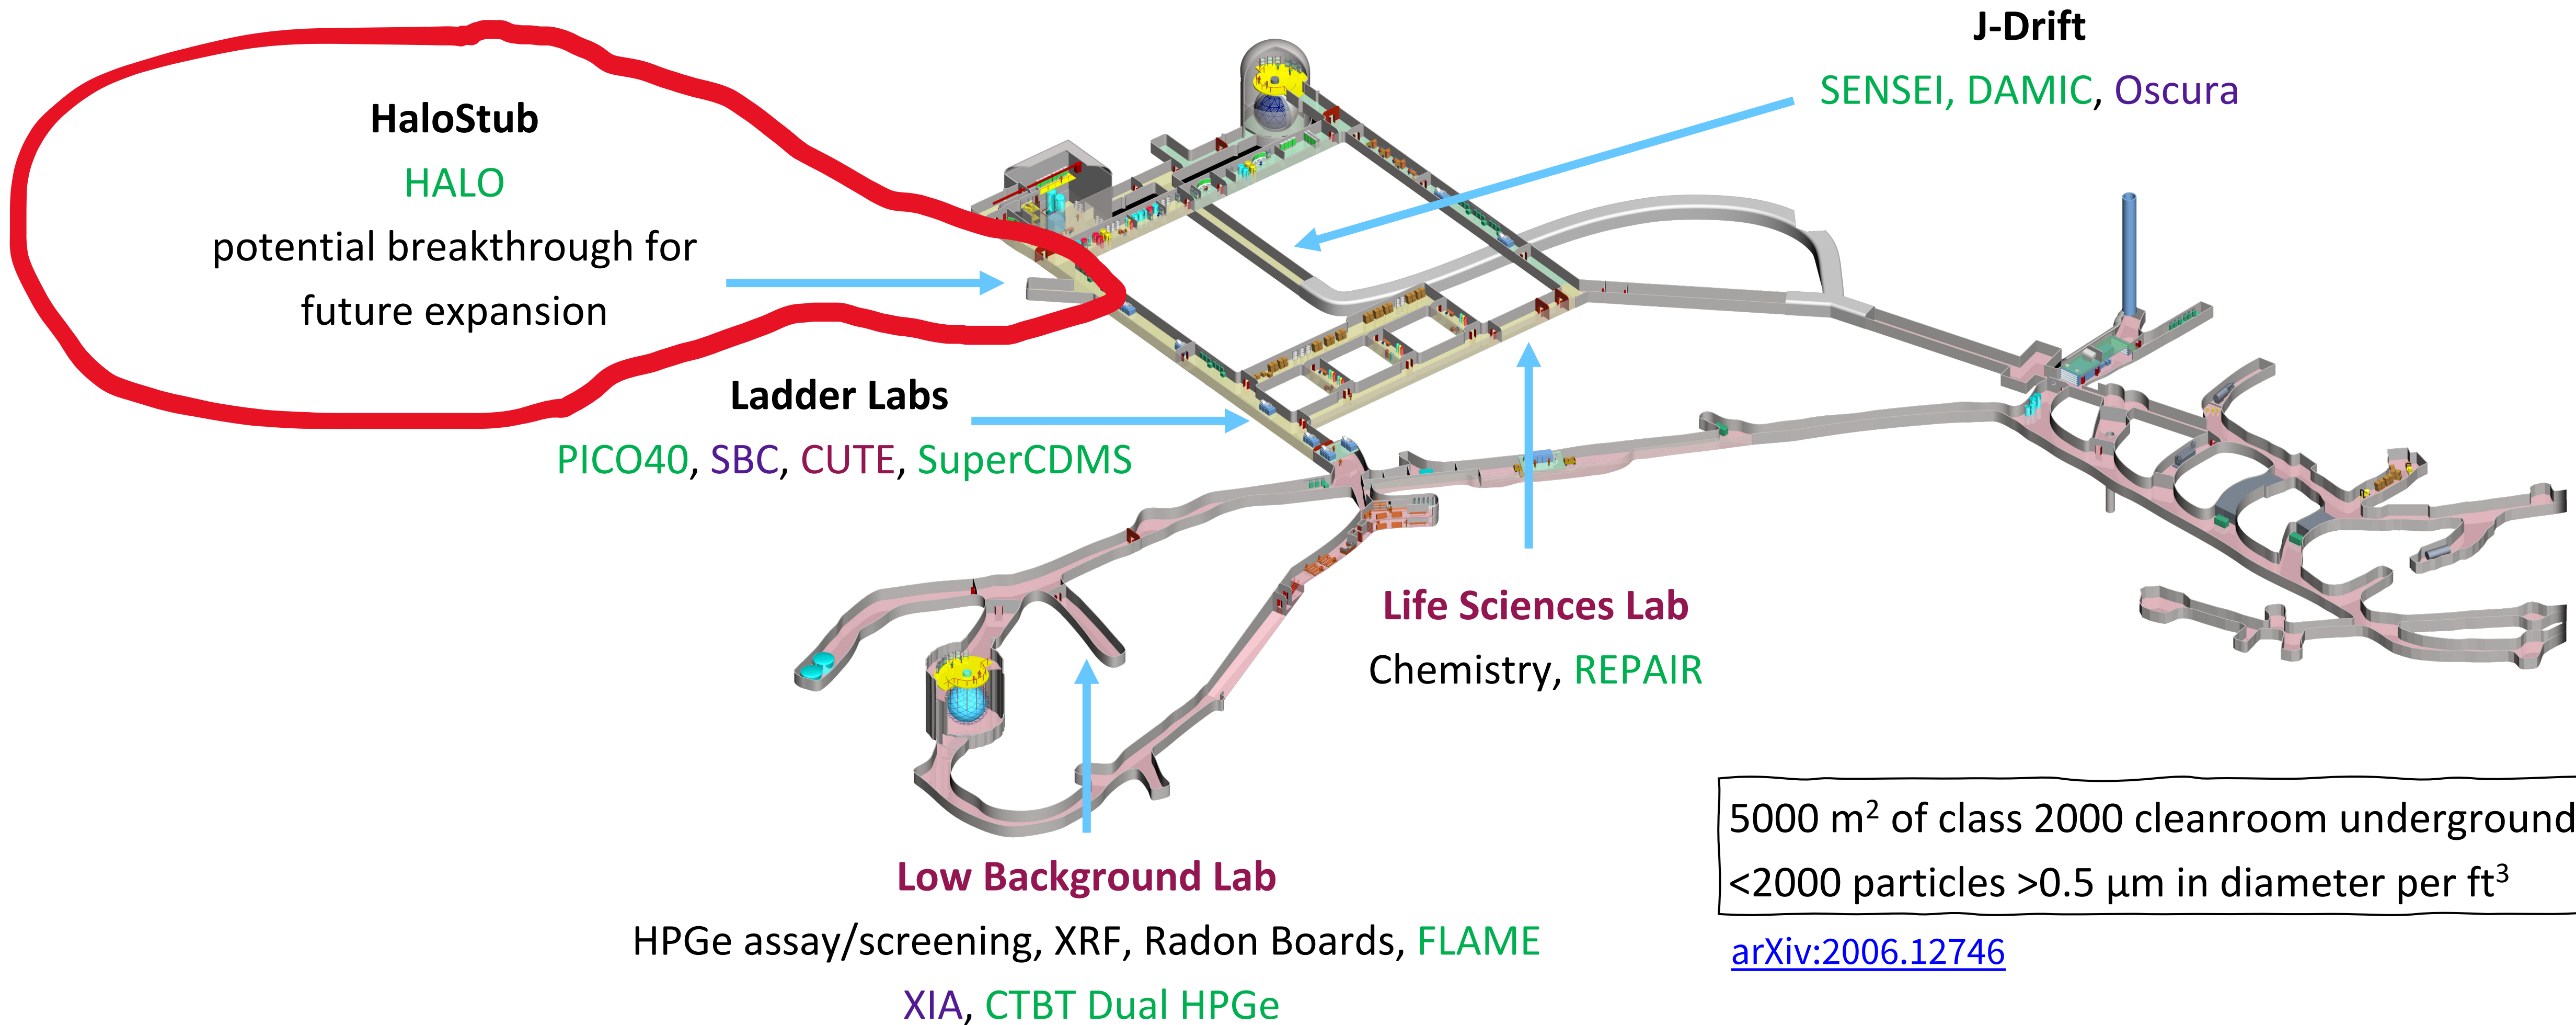 J-Drift
SENSEI, DAMIC, Oscura
HaloStub
HALO
potential breakthrough for
future expansion
Ladder Labs
PICO40, SBC, CUTE, SuperCDMS
Life Sciences Lab
Chemistry, REPAIR
Low Background Lab
HPGe assay/screening, XRF, Radon Boards, FLAME
XIA, CTBT Dual HPGe
5000 m² of class 2000 cleanroom underground
<2000 particles >0.5 µm in diameter per ft³
arXiv:2006.12746